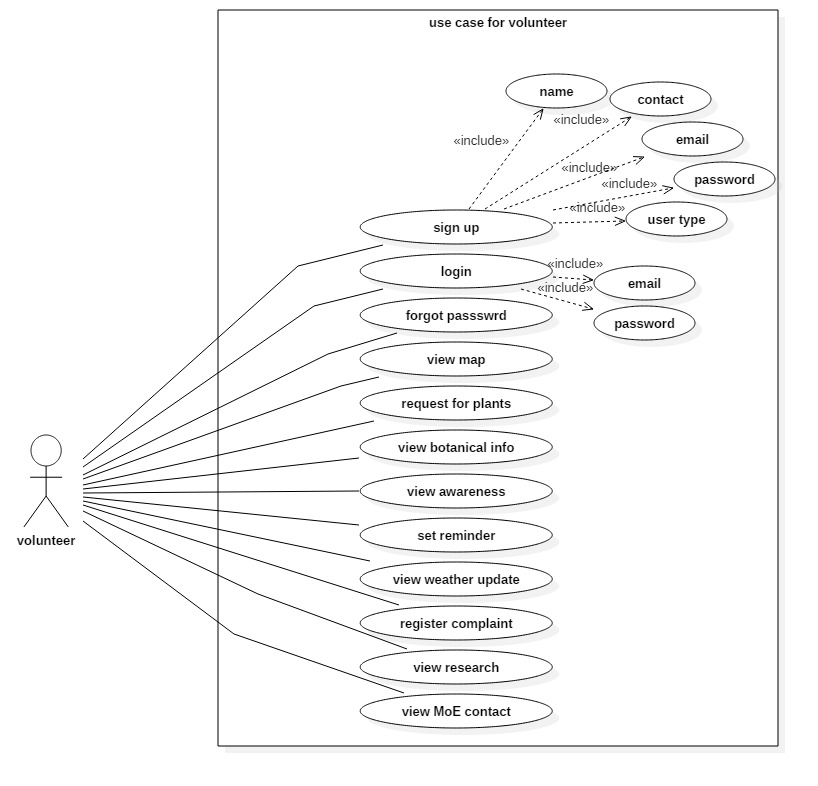 use case for volunteer
name
contact
«include»
«include»
email
«include»
password
«include»
«include»
user type
sign up
login
«include»
email
«include»
forgot passswrd
password
view map
request for plants
view botanical info
view awareness
set reminder
volunteer
view weather update
register complaint
view research
view MoE contact